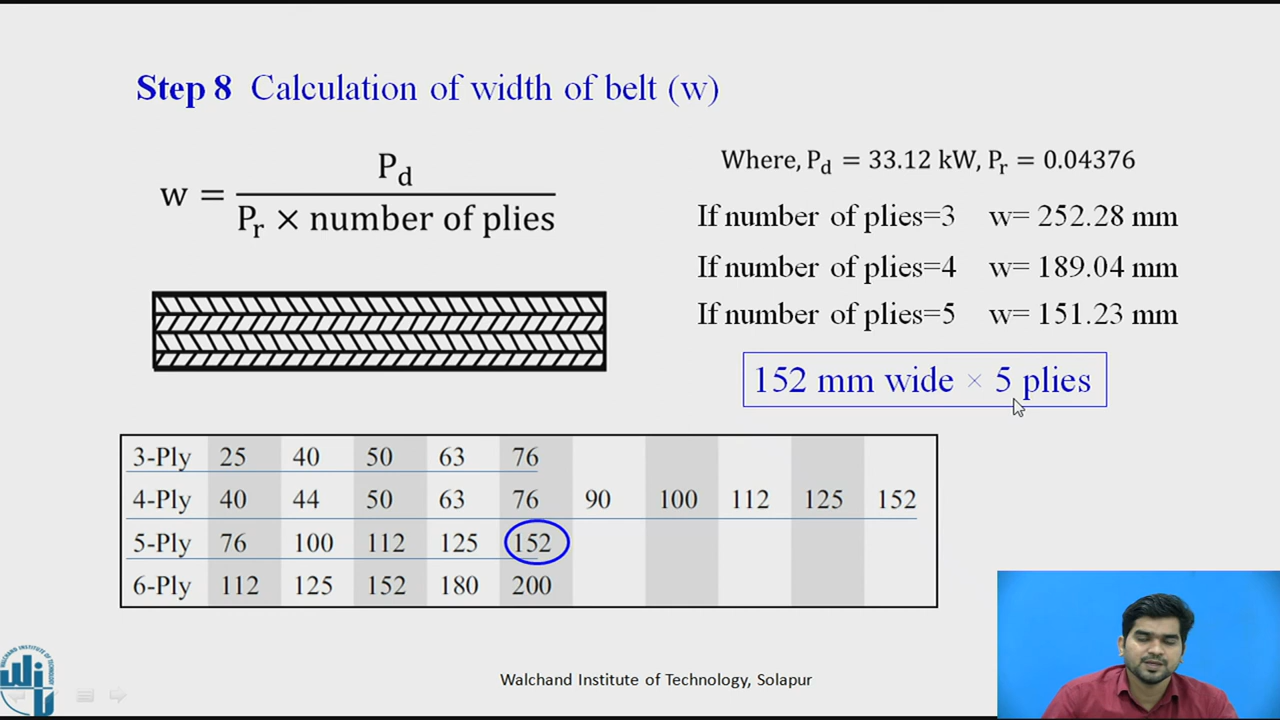 Step 8 Calculation of width of belt (w)
w = P_d / (P_r × number of plies)
Where, P_d = 33.12 kW, P_r = 0.04376
If number of plies=3 w= 252.28 mm
If number of plies=4 w= 189.04 mm
If number of plies=5 w= 151.23 mm
152 mm wide × 5 plies
3-Ply 25 40 50 63 76
4-Ply 40 44 50 63 76 90 100 112 125 152
5-Ply 76 100 112 125 152
6-Ply 112 125 152 180 200
Walchand Institute of Technology, Solapur